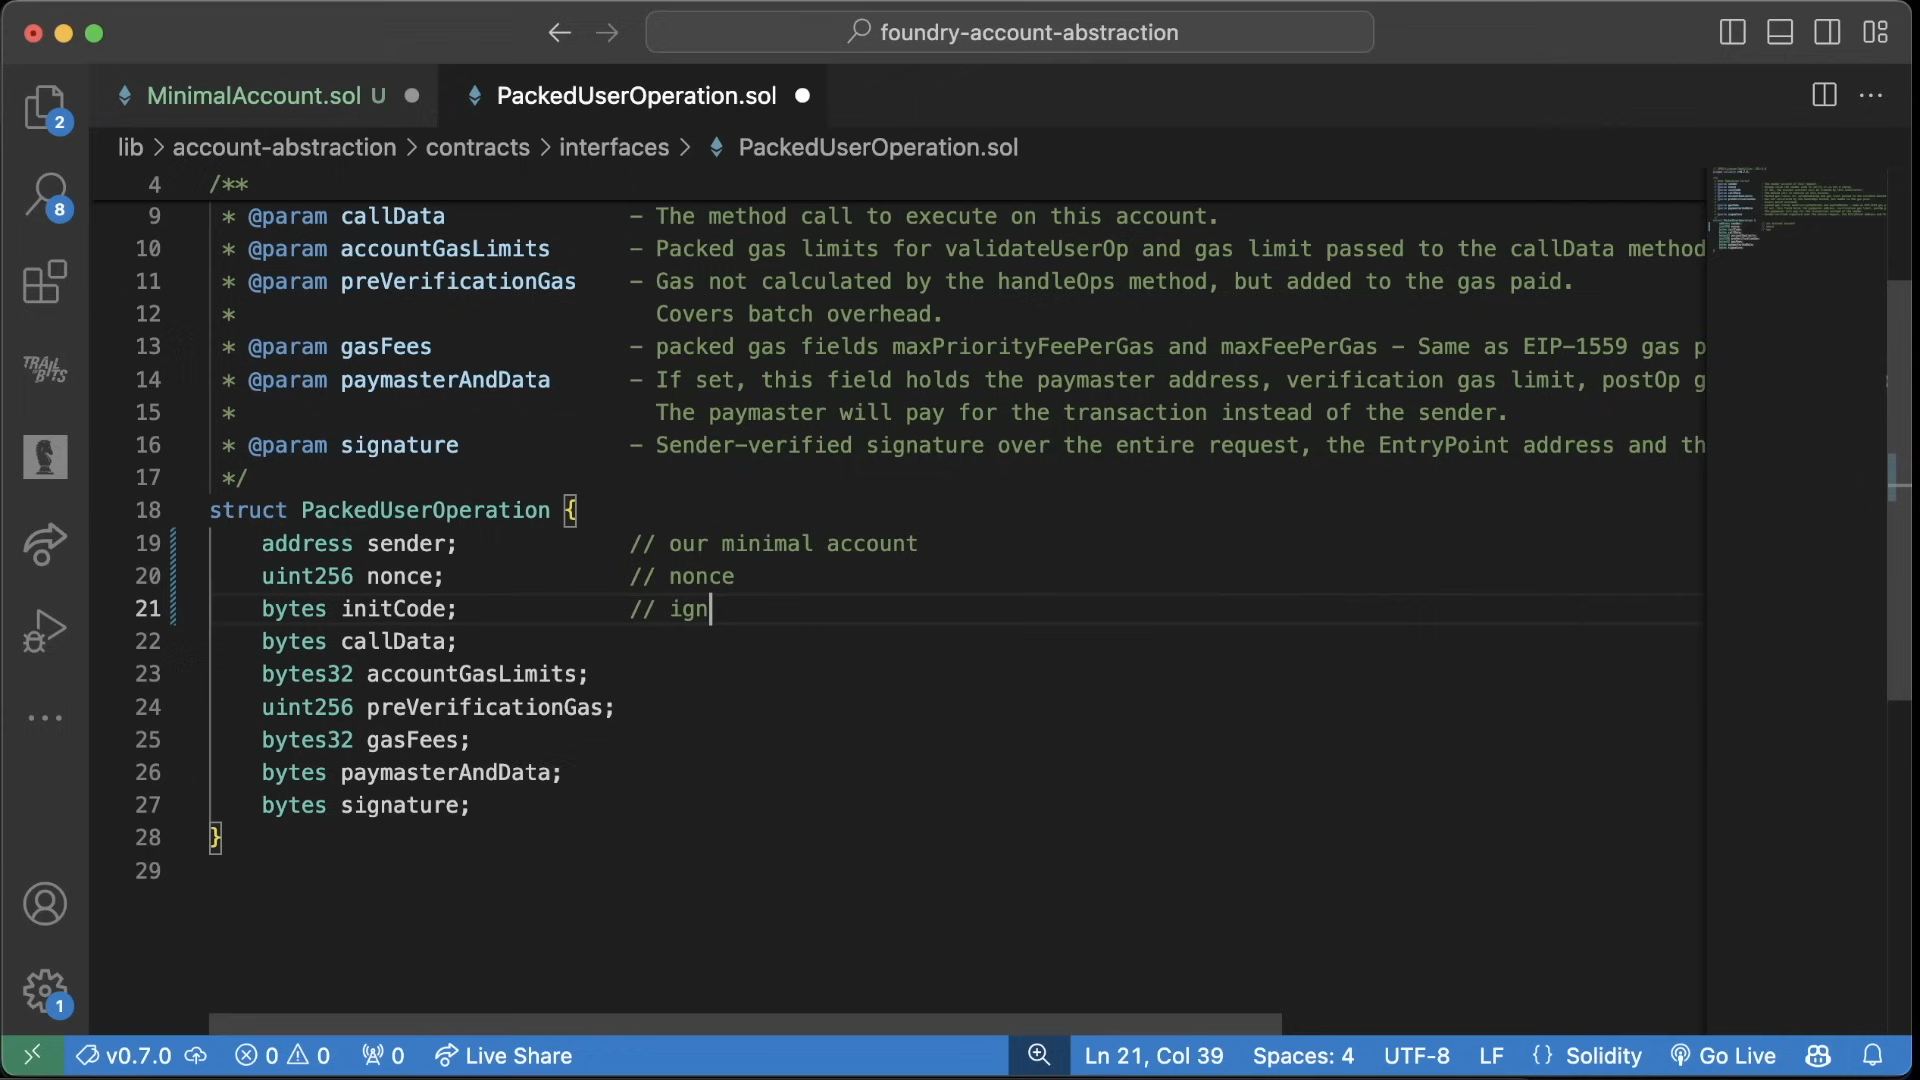 foundry-account-abstraction
MinimalAccount.sol U
PackedUserOperation.sol
lib > account-abstraction > contracts > interfaces > PackedUserOperation.sol
4 /**
9 * @param callData - The method call to execute on this account.
10 * @param accountGasLimits - Packed gas limits for validateUserOp and gas limit passed to the callData method
11 * @param preVerificationGas - Gas not calculated by the handleOps method, but added to the gas paid.
12 * Covers batch overhead.
13 * @param gasFees - packed gas fields maxPriorityFeePerGas and maxFeePerGas - Same as EIP-1559 gas p
14 * @param paymasterAndData - If set, this field holds the paymaster address, verification gas limit, postOp g
15 * The paymaster will pay for the transaction instead of the sender.
16 * @param signature - Sender-verified signature over the entire request, the EntryPoint address and th
17 */
18 struct PackedUserOperation {
19 address sender; // our minimal account
20 uint256 nonce; // nonce
21 bytes initCode; // ign
22 bytes callData;
23 bytes32 accountGasLimits;
24 uint256 preVerificationGas;
25 bytes32 gasFees;
26 bytes paymasterAndData;
27 bytes signature;
28 }
29
2
8
TRAIL OF BITS
1
v0.7.0 0 0 0 Live Share Ln 21, Col 39 Spaces: 4 UTF-8 LF {} Solidity Go Live